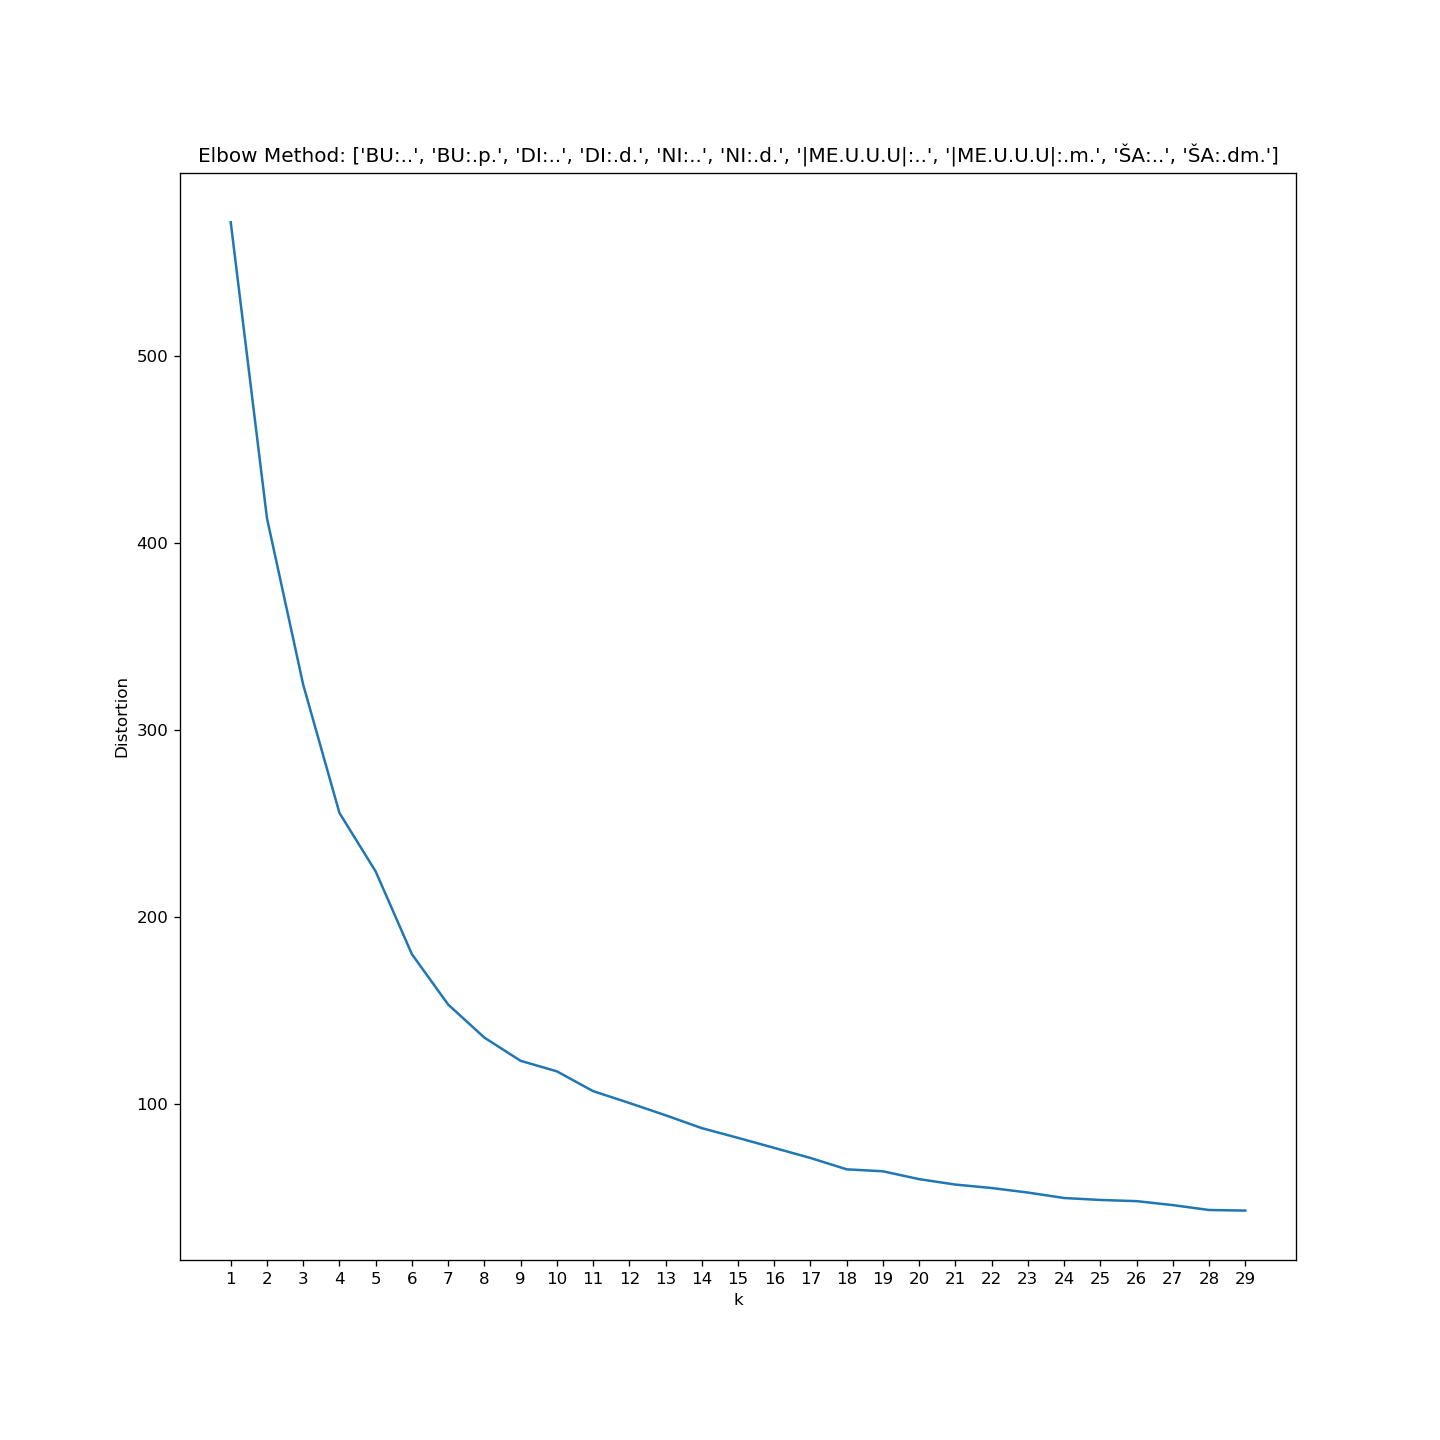 Elbow Method: ['BU:..', 'BU:.p.', 'DI:..', 'DI:.d.', 'NI:..', 'NI:.d.', '|ME.U.U.U|:..', '|ME.U.U.U|:.m.', 'ŠA:..', 'ŠA:.dm.']
500
400
300
200
100
Distortion
1 2 3 4 5 6 7 8 9 10 11 12 13 14 15 16 17 18 19 20 21 22 23 24 25 26 27 28 29
k